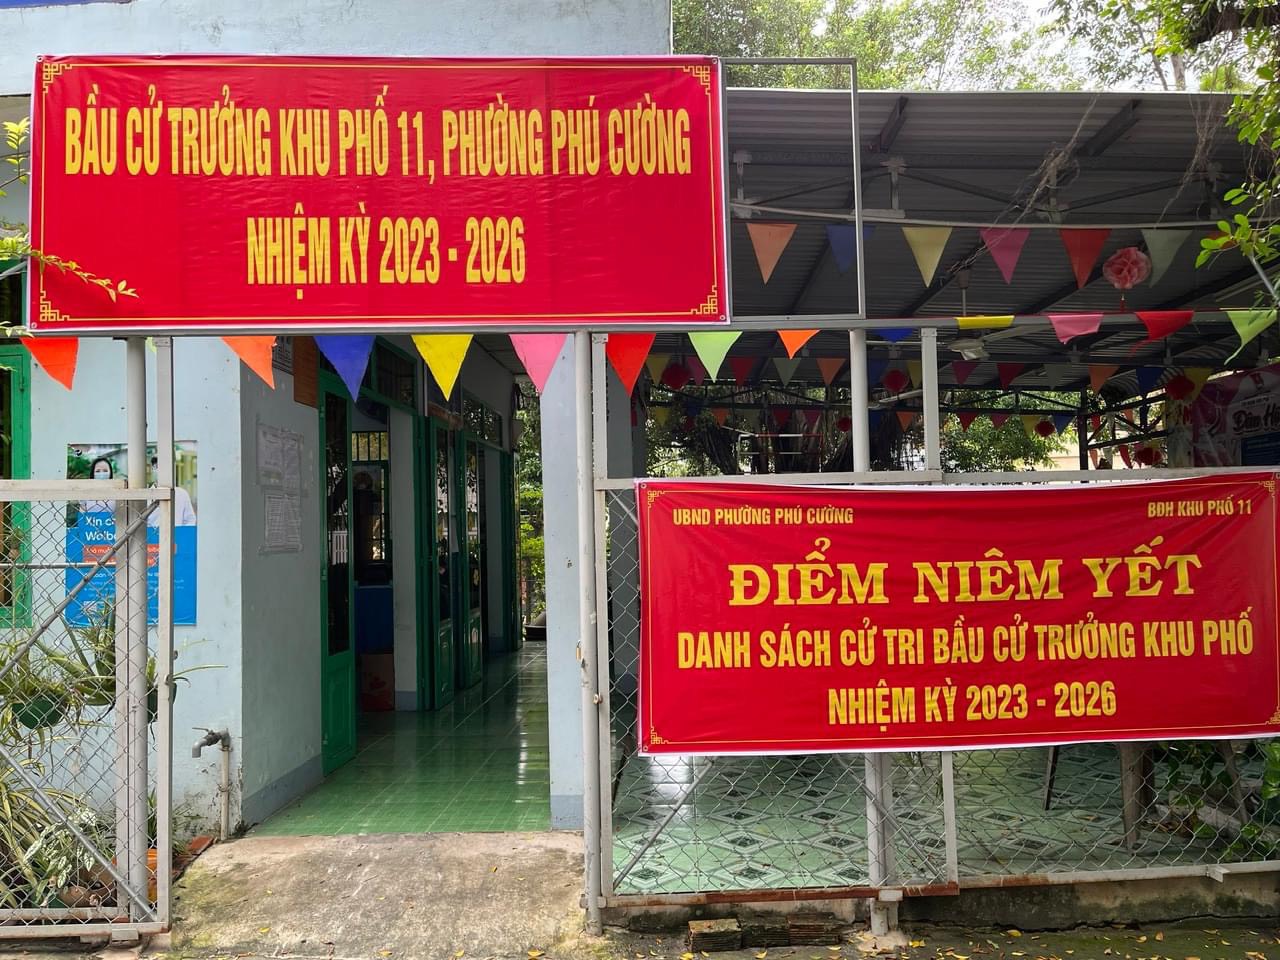 BẦU CỬ TRƯỞNG KHU PHỐ 11, PHƯỜNG PHÚ CƯỜNG
NHIỆM KỲ 2023 - 2026
UBND PHƯỜNG PHÚ CƯỜNG
BĐH KHU PHỐ 11
ĐIỂM NIÊM YẾT
DANH SÁCH CỬ TRI BẦU CỬ TRƯỞNG KHU PHỐ
NHIỆM KỲ 2023 - 2026